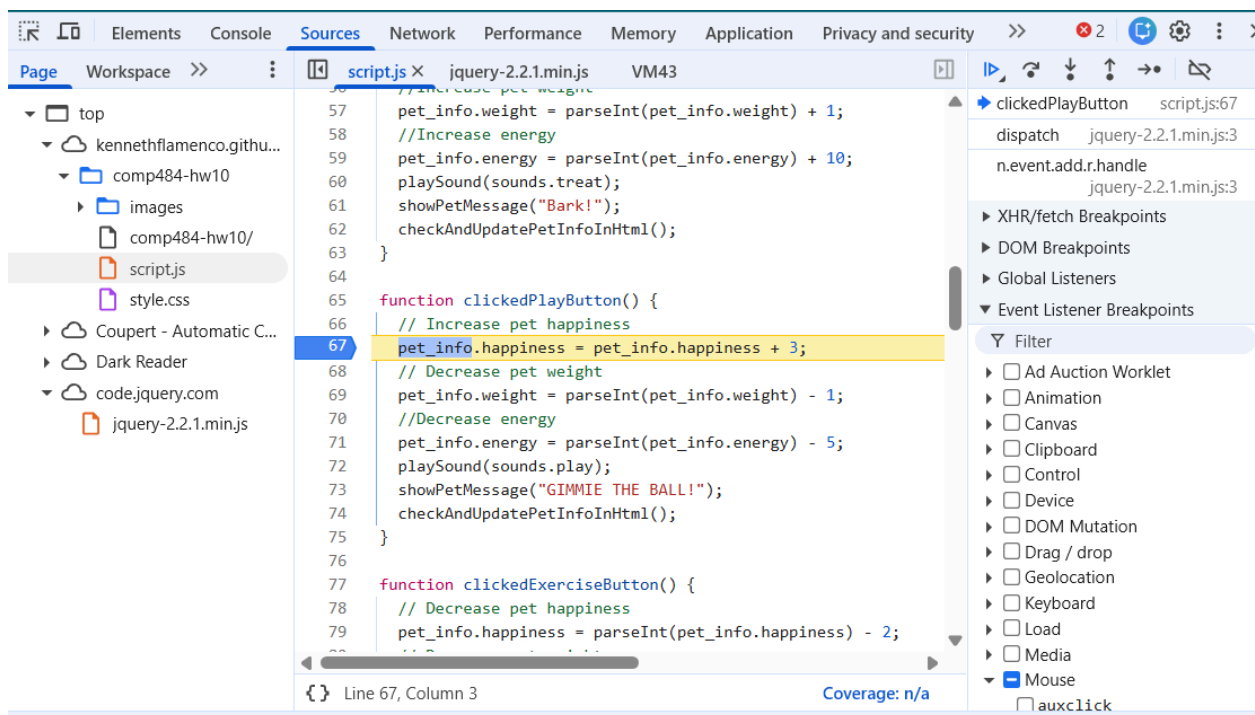 Elements Console Sources Network Performance Memory Application Privacy and security >> 2
Page Workspace >>
script.js × jquery-2.2.1.min.js VM43
top
kennethflamenco.githu...
comp484-hw10
images
comp484-hw10/
script.js
style.css
Coupert - Automatic C...
Dark Reader
code.jquery.com
jquery-2.2.1.min.js
56 //Increase pet weight
57 pet_info.weight = parseInt(pet_info.weight) + 1;
58 //Increase energy
59 pet_info.energy = parseInt(pet_info.energy) + 10;
60 playSound(sounds.treat);
61 showPetMessage("Bark!");
62 checkAndUpdatePetInfoInHtml();
63 }
64
65 function clickedPlayButton() {
66 // Increase pet happiness
67 pet_info.happiness = pet_info.happiness + 3;
68 // Decrease pet weight
69 pet_info.weight = parseInt(pet_info.weight) - 1;
70 //Decrease energy
71 pet_info.energy = parseInt(pet_info.energy) - 5;
72 playSound(sounds.play);
73 showPetMessage("GIMMIE THE BALL!");
74 checkAndUpdatePetInfoInHtml();
75 }
76
77 function clickedExerciseButton() {
78 // Decrease pet happiness
79 pet_info.happiness = parseInt(pet_info.happiness) - 2;
{} Line 67, Column 3 Coverage: n/a
clickedPlayButton script.js:67
dispatch jquery-2.2.1.min.js:3
n.event.add.r.handle
jquery-2.2.1.min.js:3
XHR/fetch Breakpoints
DOM Breakpoints
Global Listeners
Event Listener Breakpoints
Filter
Ad Auction Worklet
Animation
Canvas
Clipboard
Control
Device
DOM Mutation
Drag / drop
Geolocation
Keyboard
Load
Media
Mouse
auxclick